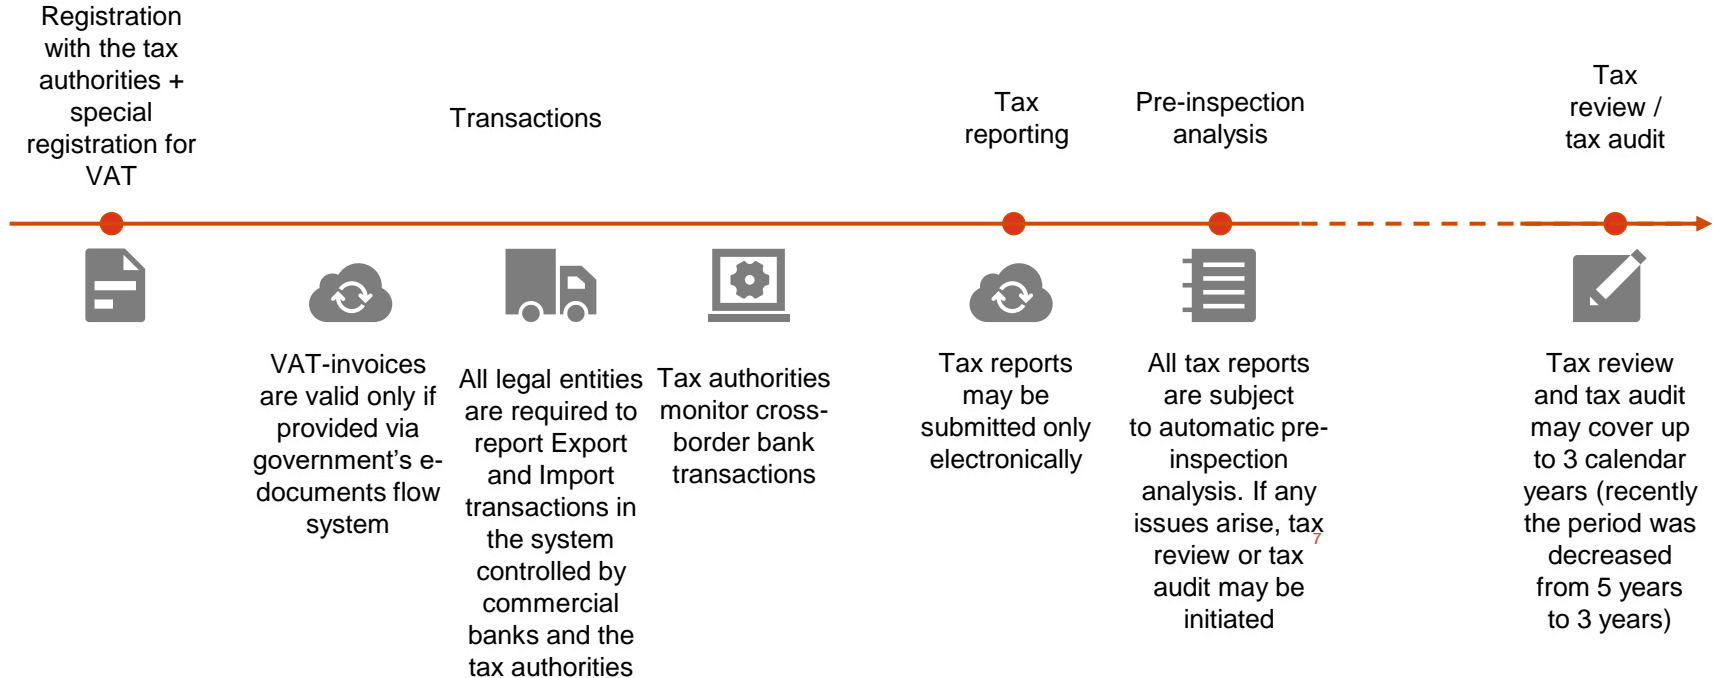 Registration
with the tax
authorities +
special
registration for
VAT
Transactions
Tax
reporting
Pre-inspection
analysis
Tax
review /
tax audit
VAT-invoices
are valid only if
provided via
government's e-
documents flow
system
All legal entities
are required to
report Export
and Import
transactions in
the system
controlled by
commercial
banks and the
tax authorities
Tax authorities
monitor cross-
border bank
transactions
Tax reports
may be
submitted only
electronically
All tax reports
are subject
to automatic pre-
inspection
analysis. If any
issues arise, tax
review or tax
audit may be
initiated
7
Tax review
and tax audit
may cover up
to 3 calendar
years (recently
the period was
decreased
from 5 years
to 3 years)